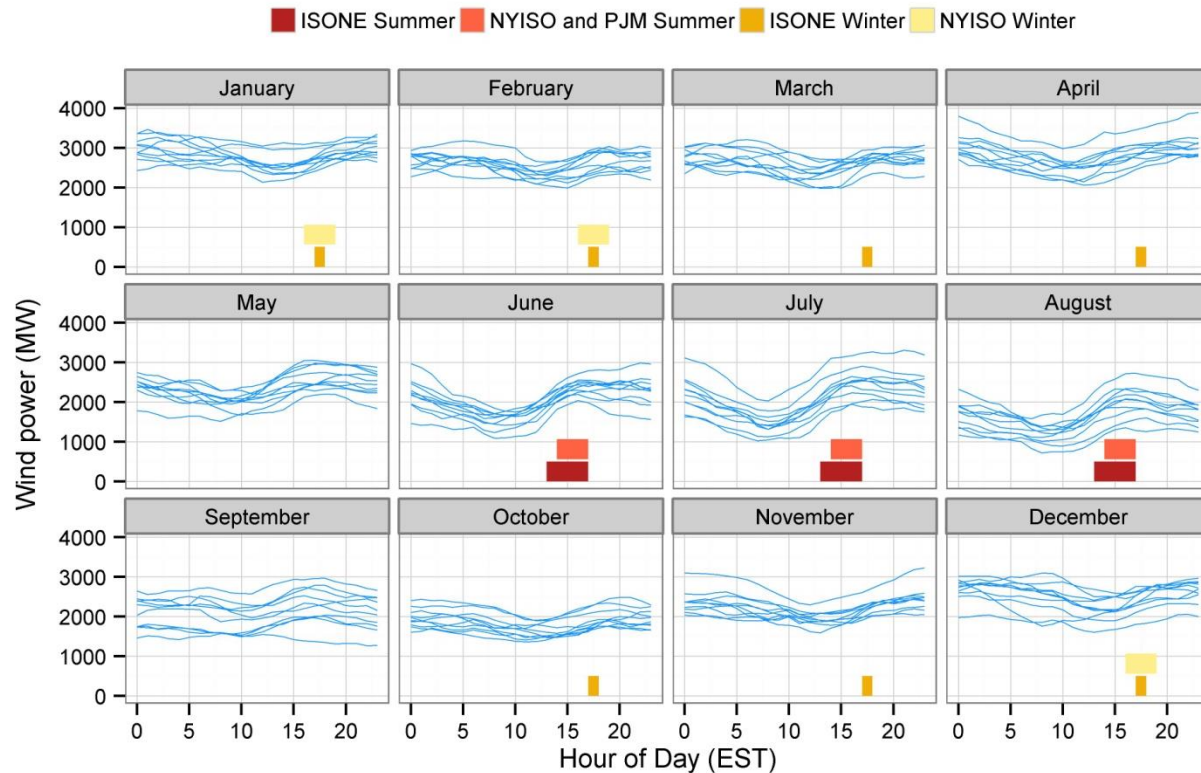 ISONE Summer NYISO and PJM Summer ISONE Winter NYISO Winter
January February March April
4000
3000
2000
1000
0
May June July August
4000
3000
2000
1000
0
September October November December
4000
3000
2000
1000
0
0 5 10 15 20 0 5 10 15 20 0 5 10 15 20 0 5 10 15 20
Wind power (MW)
Hour of Day (EST)